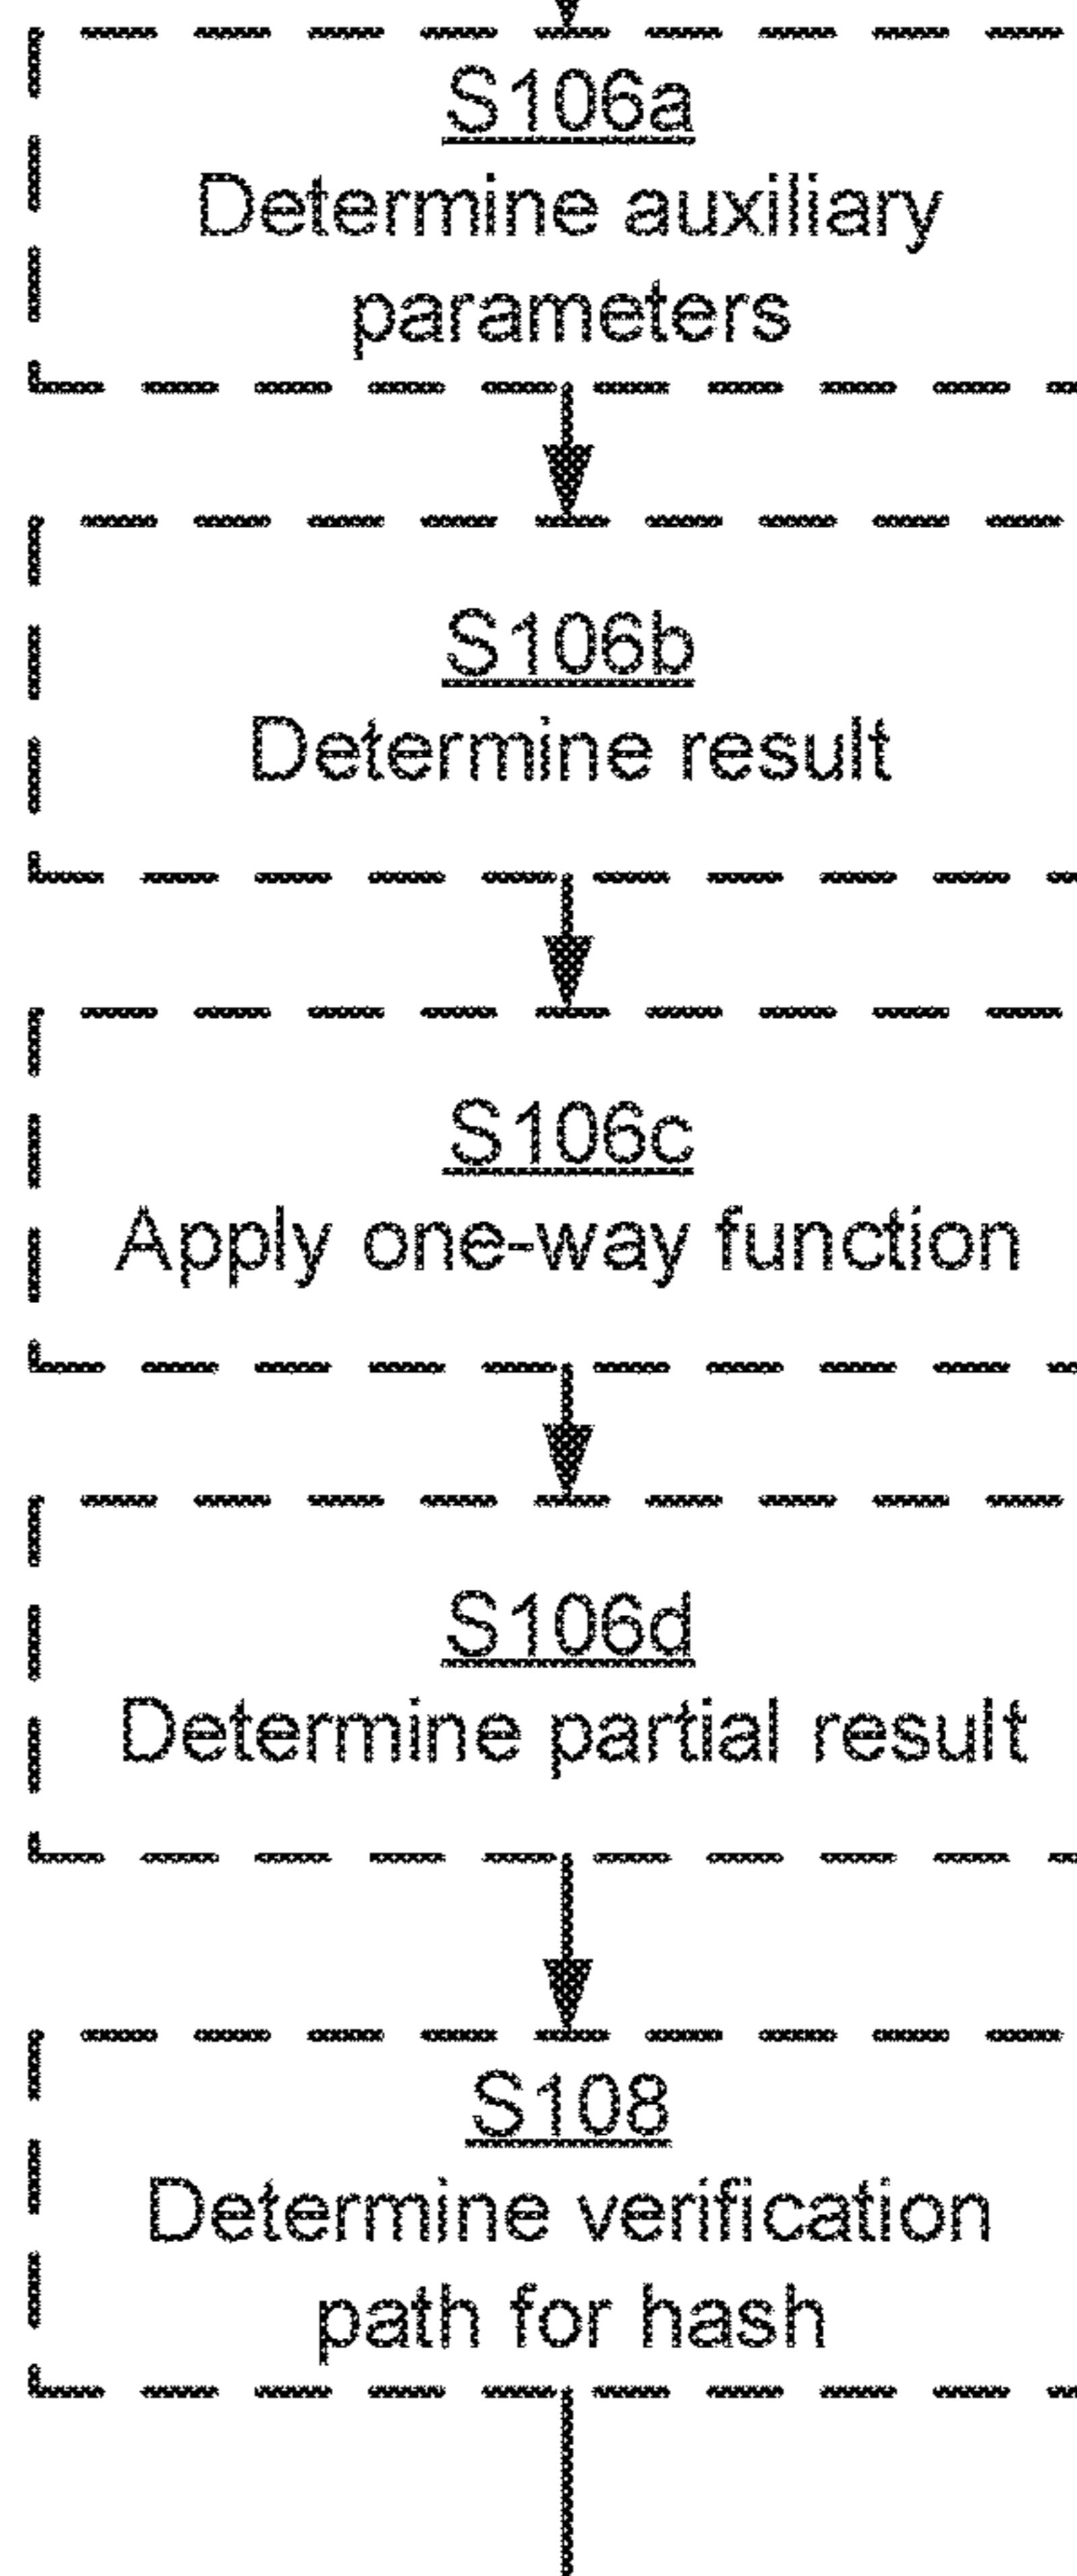 S106a
Determine auxiliary
parameters
S106b
Determine result
S106c
Apply one-way function
S106d
Determine partial result
S108
Determine verification
path for hash